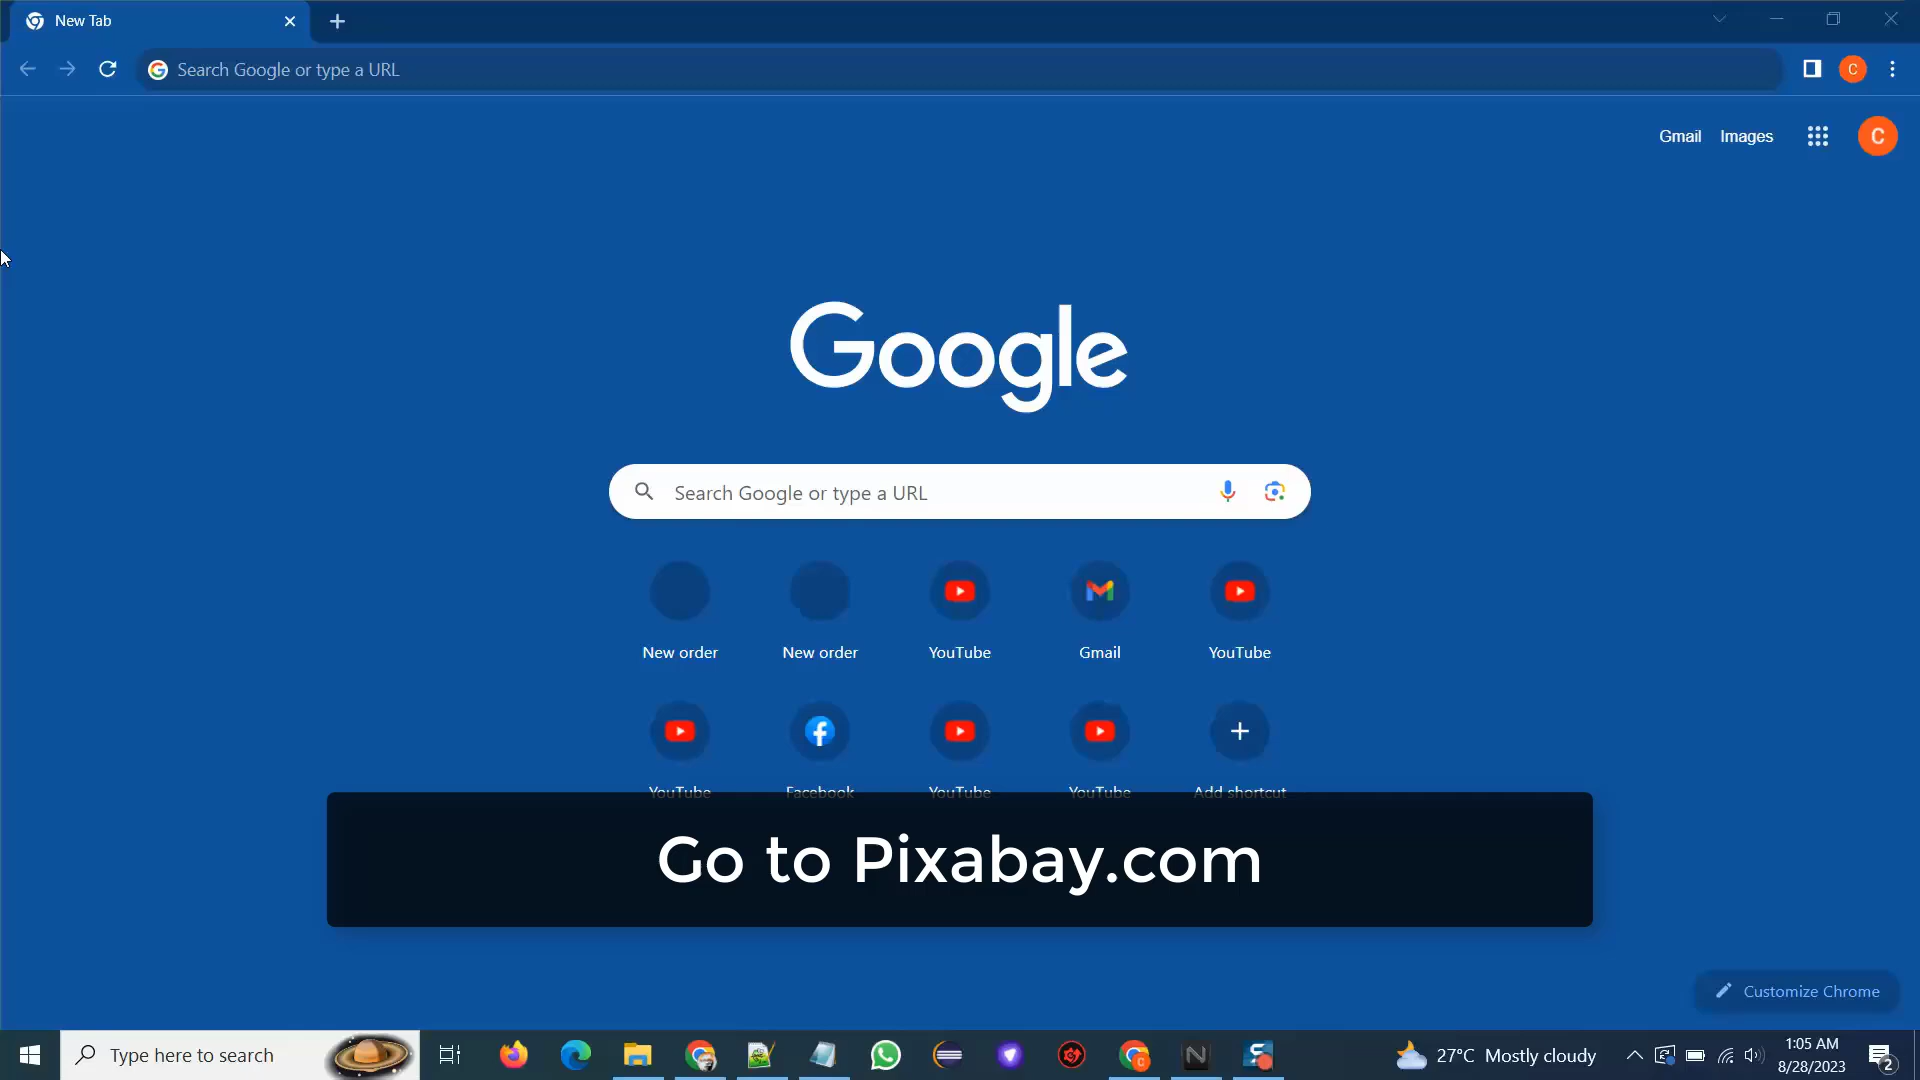 New Tab
Search Google or type a URL
C
Gmail Images
C
Google
Search Google or type a URL
New order New order YouTube Gmail YouTube
YouTube Facebook YouTube YouTube Add shortcut
Go to Pixabay.com
Customize Chrome
Type here to search
27°C Mostly cloudy
1:05 AM
8/28/2023
2